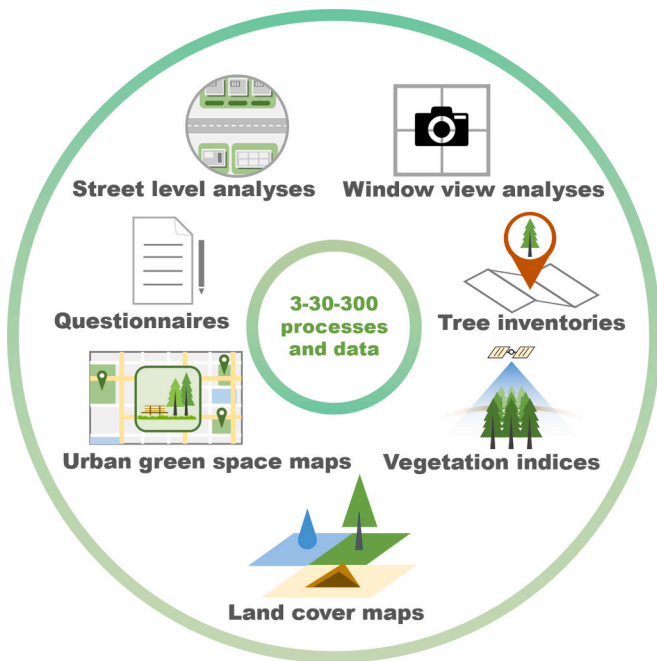 Street level analyses
Window view analyses
Questionnaires
3-30-300
processes
and data
Tree inventories
Urban green space maps
Vegetation indices
Land cover maps